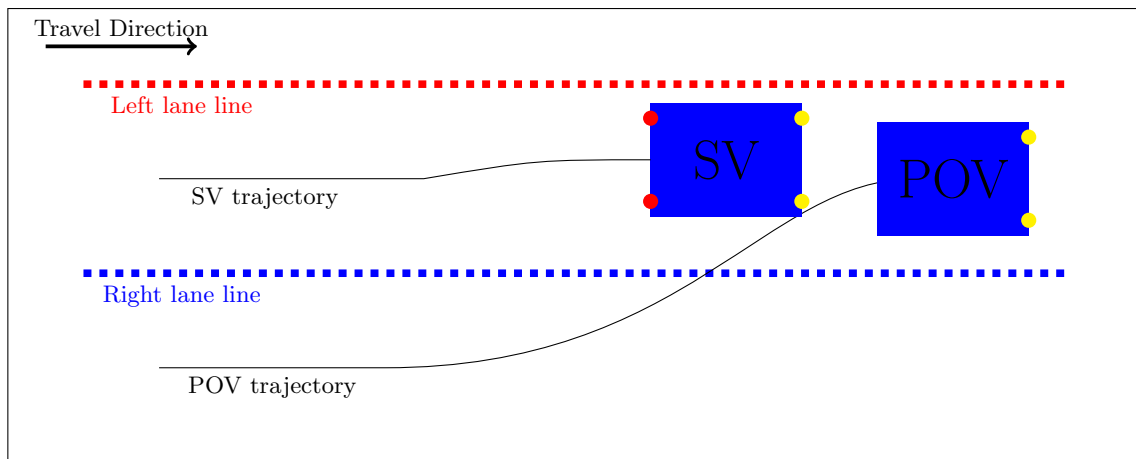 Travel Direction
Left lane line
SV
POV
SV trajectory
Right lane line
POV trajectory